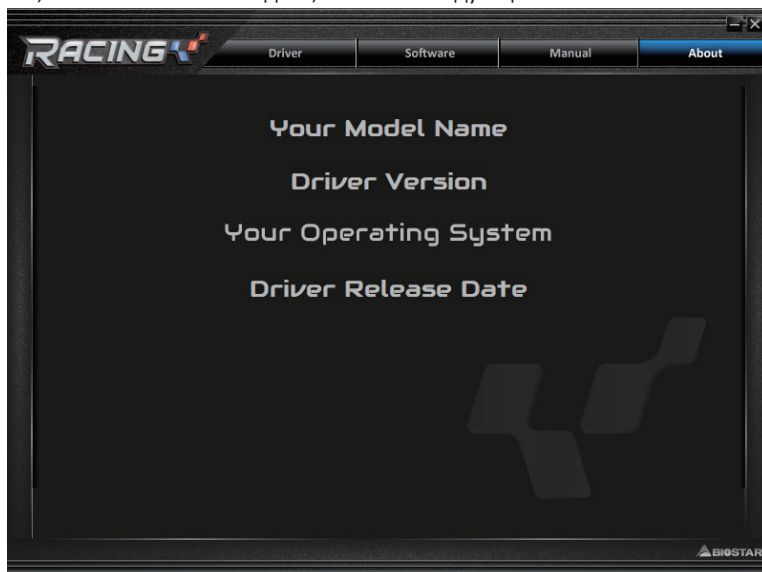 RACING
Driver
Software
Manual
About
Your Model Name
Driver Version
Your Operating System
Driver Release Date
BIOSTAR